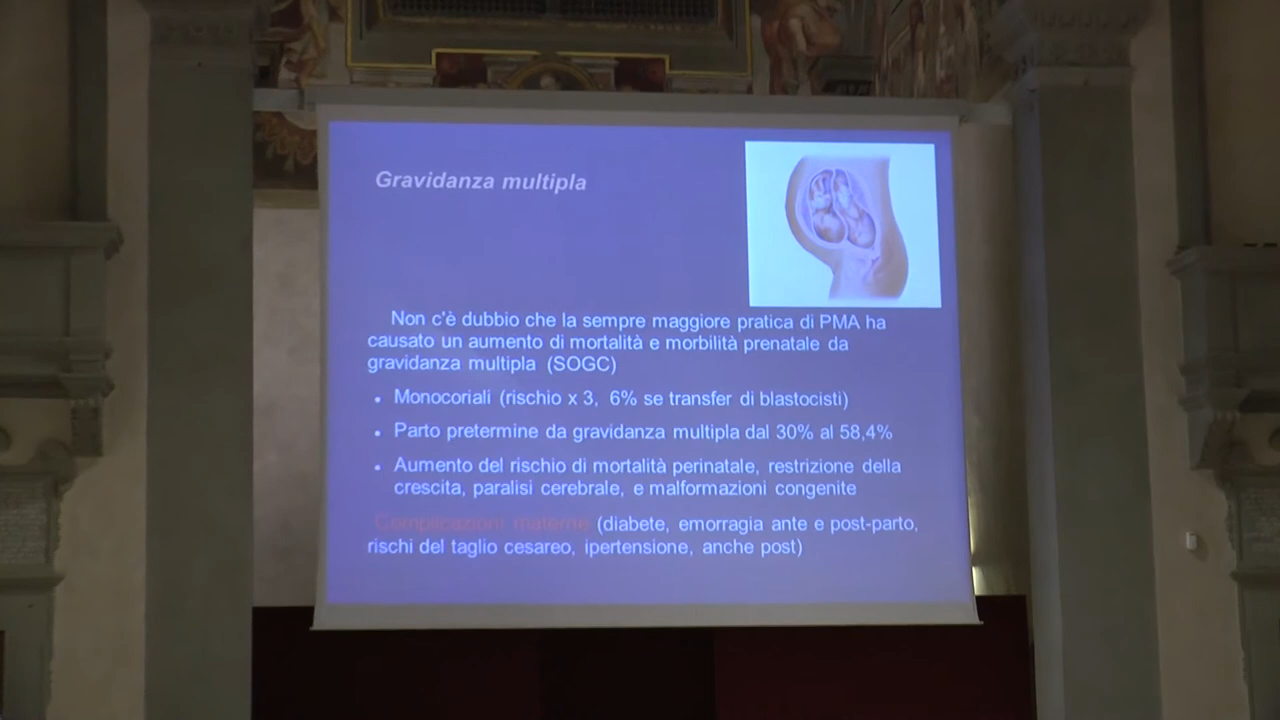 Gravidanza multipla
Non c'è dubbio che la sempre maggiore pratica di PMA ha
causato un aumento di mortalità e morbilità prenatale da
gravidanza multipla (SOGC)
• Monocoriali (rischio x 3, 6% se transfer di blastocisti)
• Parto pretermine da gravidanza multipla dal 30% al 58,4%
• Aumento del rischio di mortalità perinatale, restrizione della
crescita, paralisi cerebrale, e malformazioni congenite
Complicazioni materne (diabete, emorragia ante e post-parto,
rischi del taglio cesareo, ipertensione, anche post)